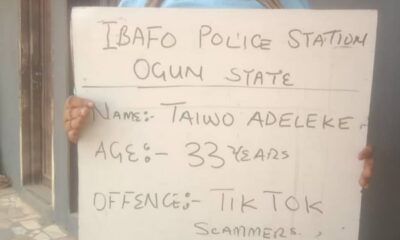 IBAFO POLICE STATION
OGUN STATE
NAME:- TAIWO ADELEKE.
AGE:- 33 YEARS
OFFENCE:- TIKTOK
SCAMMERS.